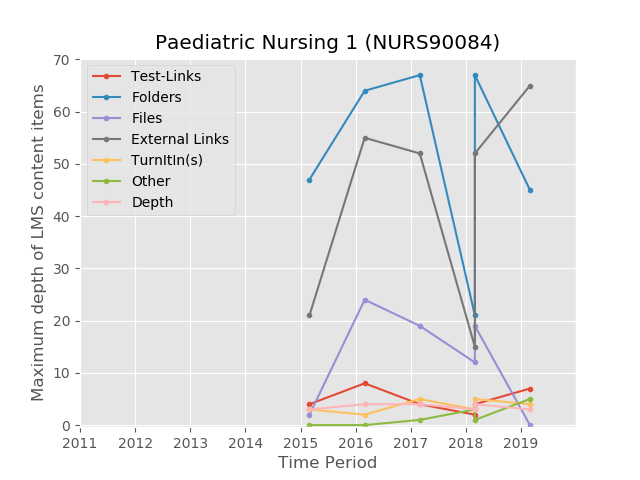 Paediatric Nursing 1 (NURS90084)
Maximum depth of LMS content items
70
60
50
40
30
20
10
0
Test-Links
Folders
Files
External Links
TurnItIn(s)
Other
Depth
2011 2012 2013 2014 2015 2016 2017 2018 2019
Time Period